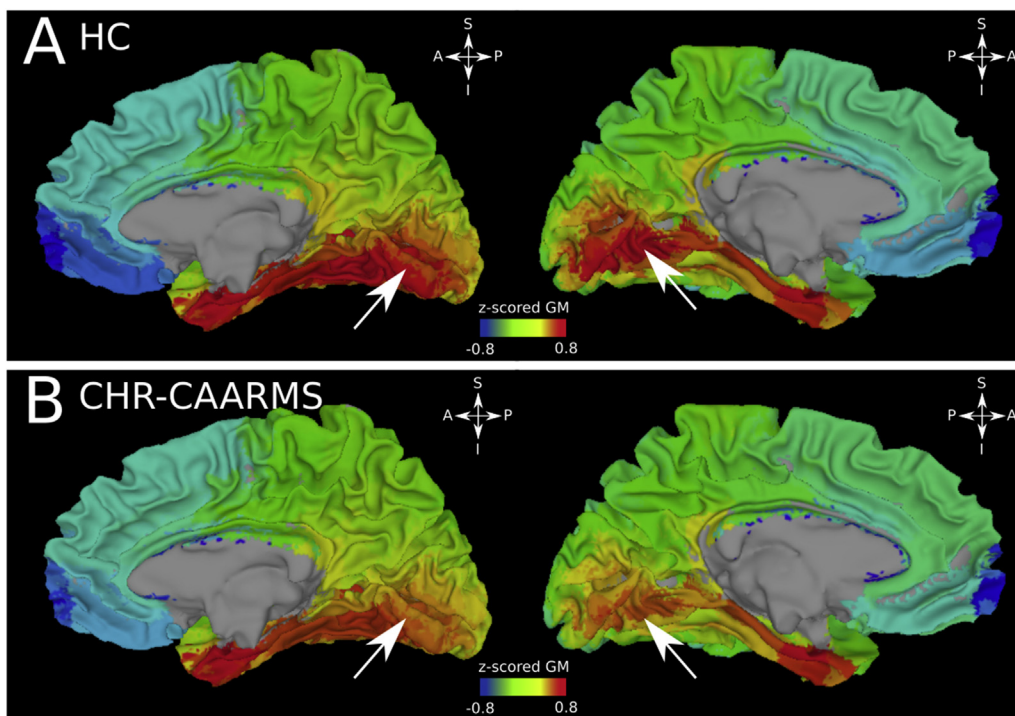 A HC
S
A P
I
S
P A
I
z-scored GM
-0.8 0.8
B CHR-CAARMS
S
A P
I
S
P A
I
z-scored GM
-0.8 0.8